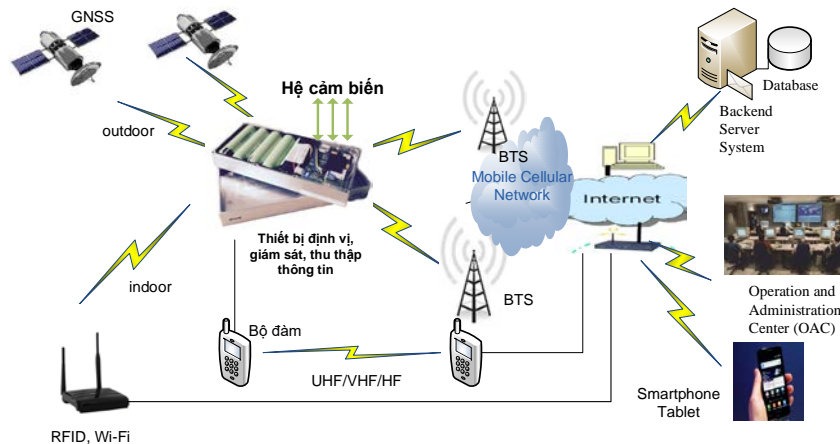 GNSS
Hệ cảm biến
outdoor
BTS
Mobile Cellular
Network
Internet
Database
Backend
Server
System
Thiết bị định vị,
giám sát, thu thập
thông tin
indoor
BTS
Operation and
Administration
Center (OAC)
Bộ đàm
UHF/VHF/HF
Smartphone
Tablet
RFID, Wi-Fi